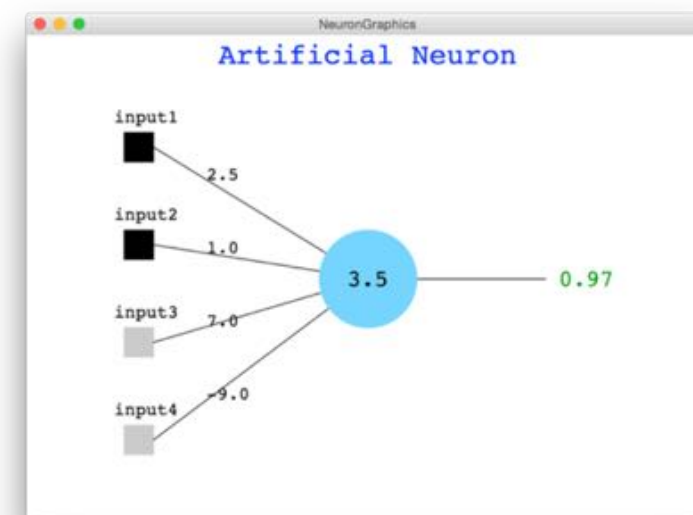 NeuronGraphics
Artificial Neuron
input1
2.5
input2
1.0
3.5
0.97
input3
7.0
input4
-9.0